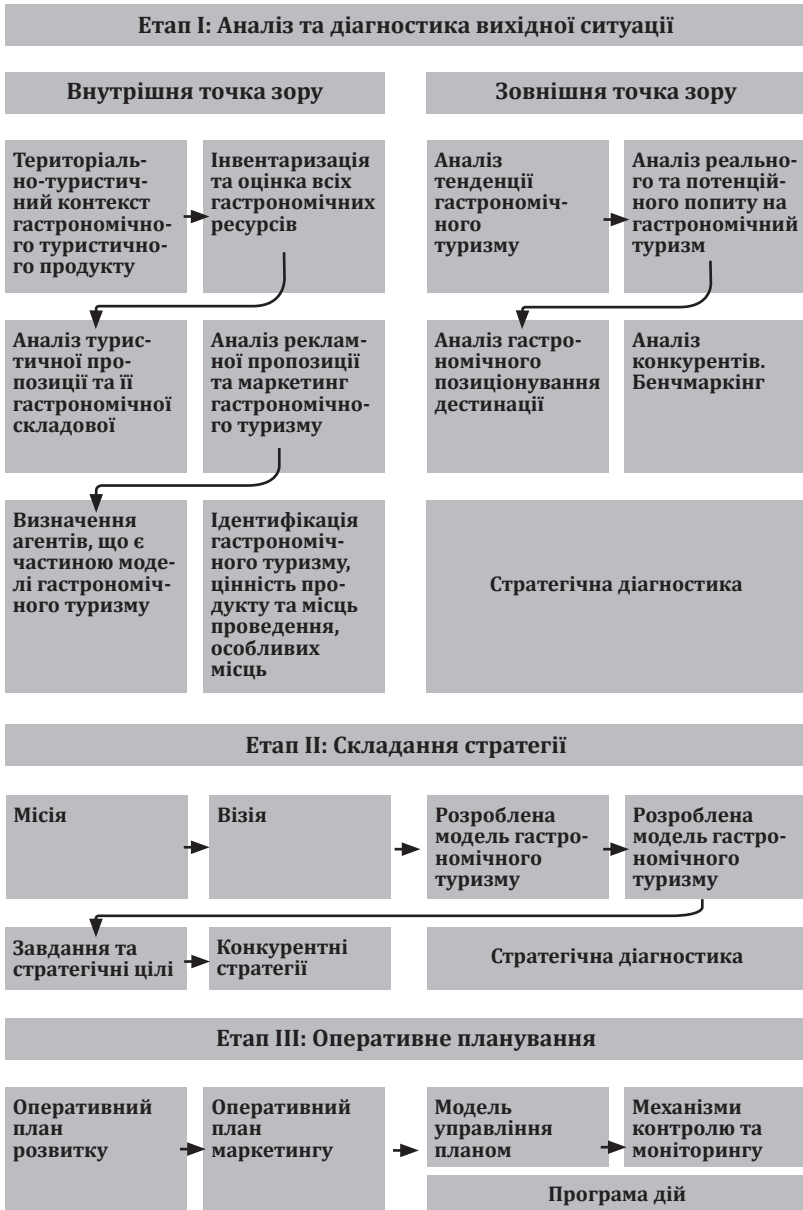 Етап I: Аналіз та діагностика вихідної ситуації
Внутрішня точка зору
Зовнішня точка зору
Територіаль-
но-туристич-
ний контекст
гастрономічно-
го туристично-
го продукту
Інвентаризація
та оцінка всіх
гастрономічних
ресурсів
Аналіз
тенденції
гастрономіч-
ного
туризму
Аналіз реально-
го та потенцій-
ного попиту на
гастрономічний
туризм
Аналіз турис-
тичної про-
позиції та її
гастрономічної
складової
Аналіз реклам-
ної пропозиції
та маркетинг
гастрономічно-
го туризму
Аналіз гастро-
номічного
позиціонування
дестинації
Аналіз
конкурентів.
Бенчмаркінг
Визначення
агентів, що є
частиною моде-
лі гастрономіч-
ного туризму
Ідентифікація
гастрономіч-
ного туризму,
цінність про-
дукту та місць
проведення,
особливих
місць
Стратегічна діагностика
Етап II: Складання стратегії
Місія
Візія
Розроблена
модель гастро-
номічного
туризму
Розроблена
модель гастро-
номічного
туризму
Завдання та
стратегічні цілі
Конкурентні
стратегії
Стратегічна діагностика
Етап III: Оперативне планування
Оперативний
план
розвитку
Оперативний
план
маркетингу
Модель
управління
планом
Механізми
контролю та
моніторингу
Програма дій